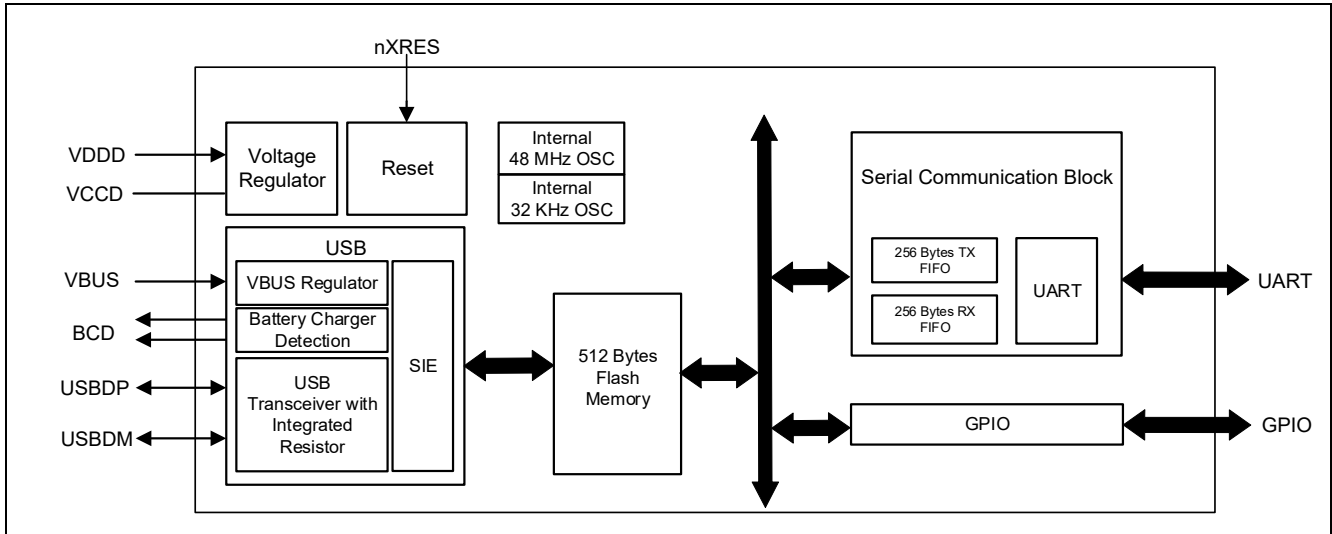 nXRES
VDDD
VCCD
Voltage
Regulator
Reset
Internal
48 MHz OSC
Internal
32 KHz OSC
Serial Communication Block
256 Bytes TX
FIFO
256 Bytes RX
FIFO
UART
UART
USB
VBUS
VBUS Regulator
BCD
Battery Charger
Detection
SIE
USBDP
USBDM
USB
Transceiver with
Integrated
Resistor
512 Bytes
Flash
Memory
GPIO
GPIO